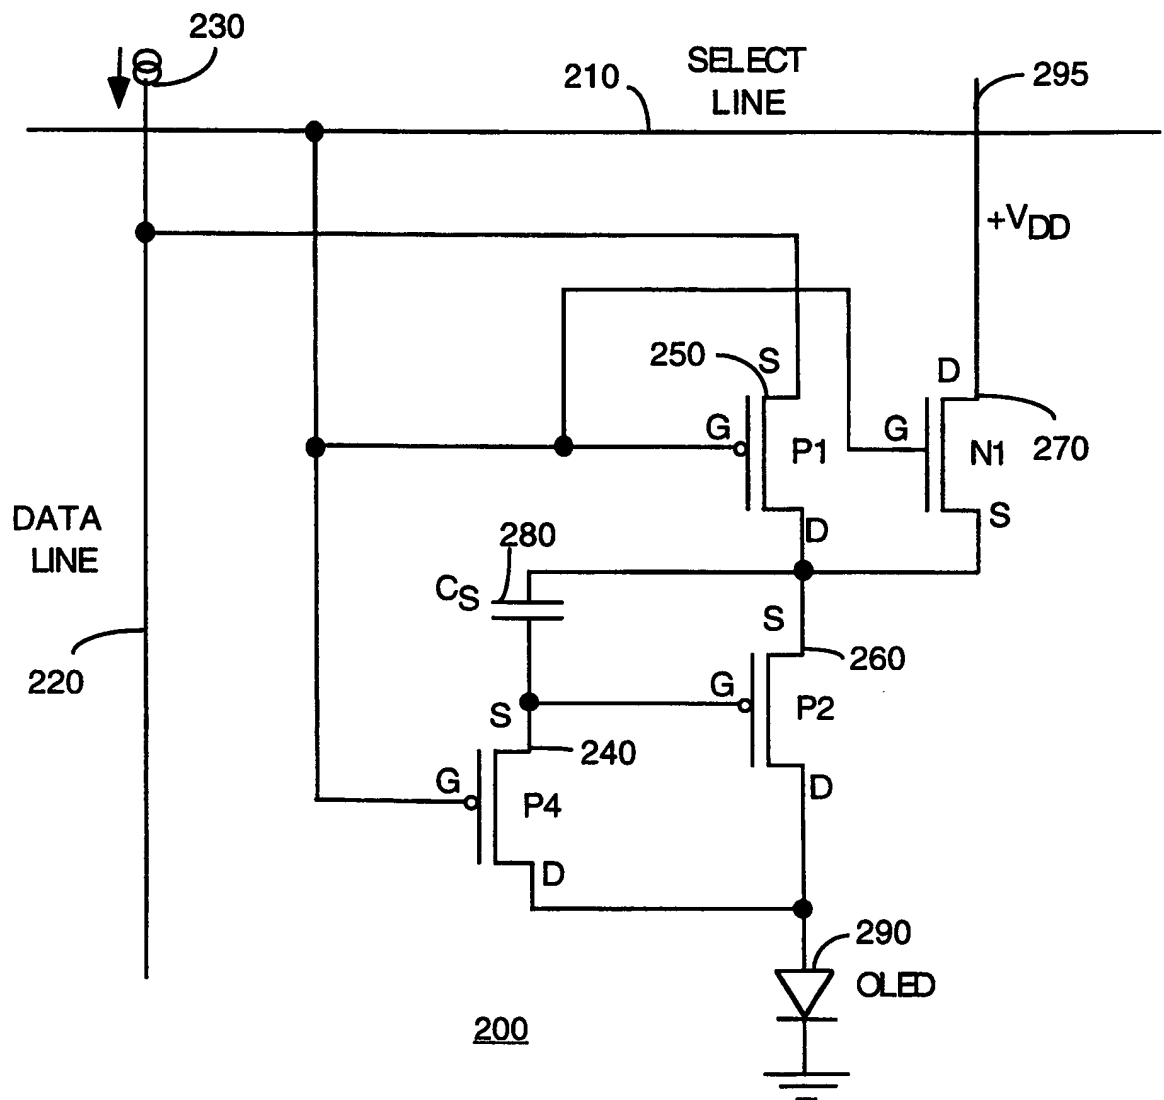 230
SELECT
LINE
210
295
+VDD
250
S
D
G
P1
G
N1
270
D
S
DATA
LINE
280
CS
S
260
G
P2
S
240
G
P4
D
D
220
290
OLED
200